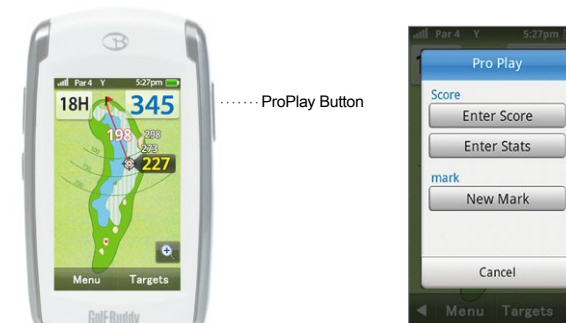 Par 4 Y 5:27pm
18H 345
198 298
273
227
Menu Targets
GolfBuddy
ProPlay Button
Par 4 Y 5:27pm
Pro Play
Score
Enter Score
Enter Stats
mark
New Mark
Cancel
Menu Targets